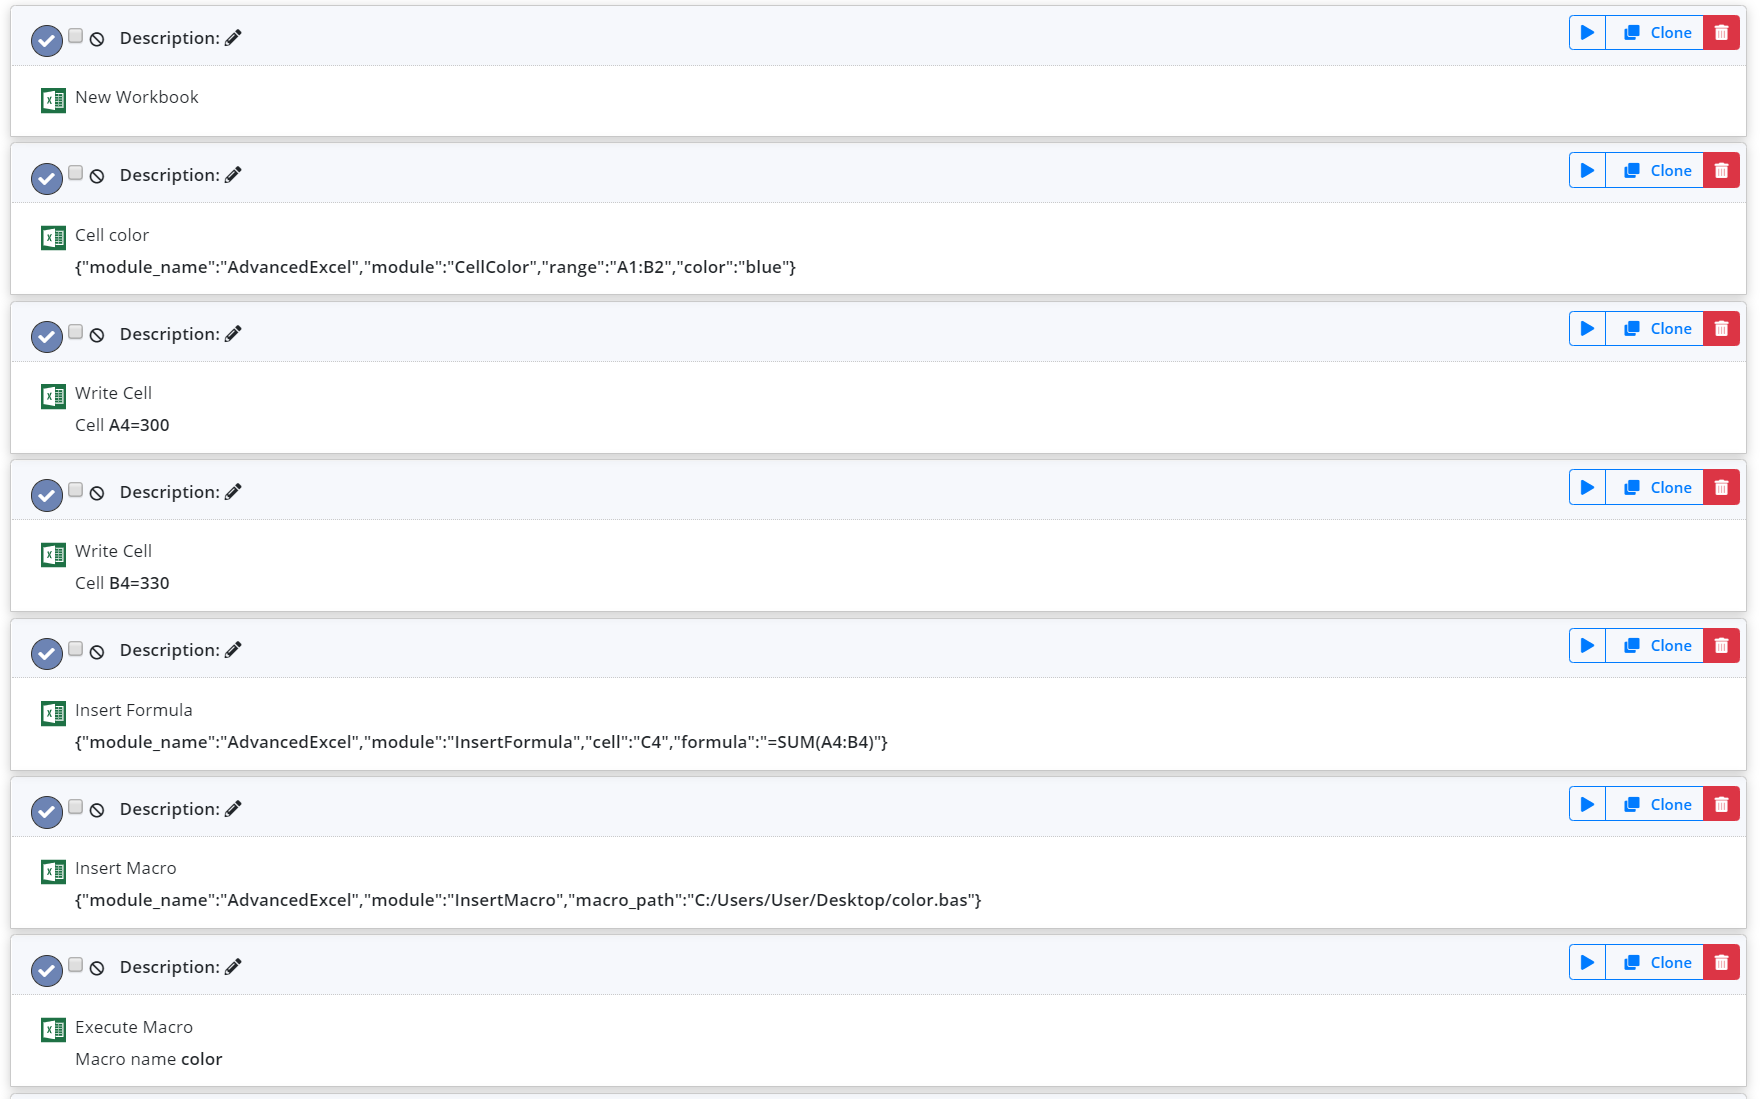 Description:
Clone
New Workbook
Description:
Clone
Cell color
{"module_name":"AdvancedExcel","module":"CellColor","range":"A1:B2","color":"blue"}
Description:
Clone
Write Cell
Cell A4=300
Description:
Clone
Write Cell
Cell B4=330
Description:
Clone
Insert Formula
{"module_name":"AdvancedExcel","module":"InsertFormula","cell":"C4","formula":"=SUM(A4:B4)"}
Description:
Clone
Insert Macro
{"module_name":"AdvancedExcel","module":"InsertMacro","macro_path":"C:/Users/User/Desktop/color.bas"}
Description:
Clone
Execute Macro
Macro name color